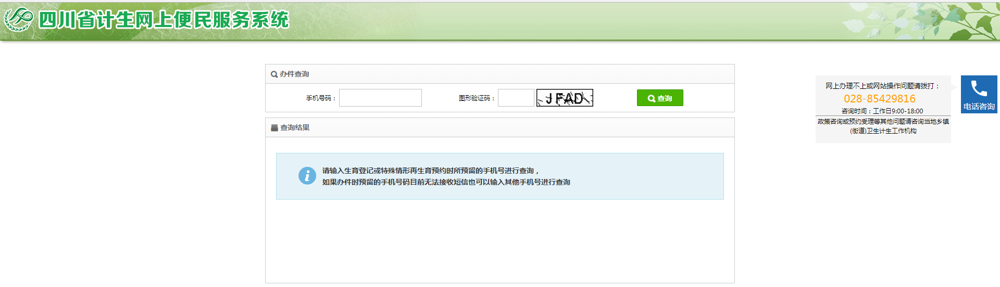 四川省计生网上便民服务系统
办件查询
手机号码：
图形验证码：
JFAD
查询
网上办理不上或网站操作问题请拨打：
028-85429816
咨询时间：工作日9:00-18:00
政策咨询或预约受理等其他问题请咨询当地乡镇
(街道)卫生计生工作机构
电话咨询
查询结果
请输入生育登记或特殊情形再生育预约时所预留的手机号进行查询，
如果办件时预留的手机号码目前无法接收短信也可以输入其他手机号进行查询